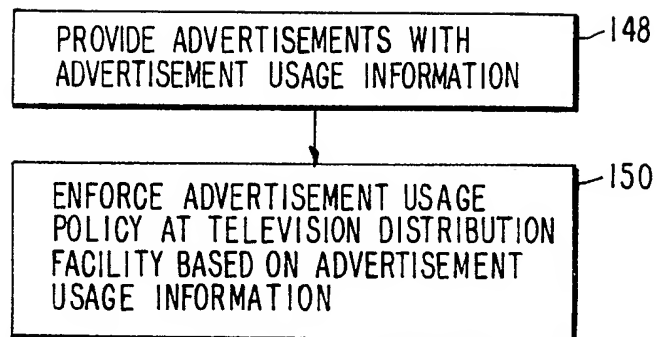 PROVIDE ADVERTISEMENTS WITH
ADVERTISEMENT USAGE INFORMATION
148
ENFORCE ADVERTISEMENT USAGE
POLICY AT TELEVISION DISTRIBUTION
FACILITY BASED ON ADVERTISEMENT
USAGE INFORMATION
150